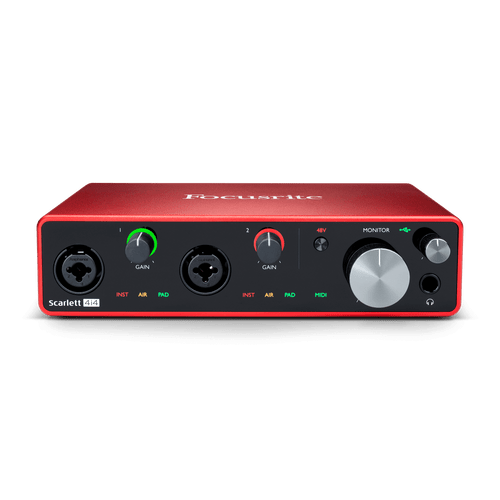 Focusrite
1
2
48V
MONITOR
GAIN
GAIN
INST AIR PAD
INST AIR PAD
MIDI
Scarlett 4i4